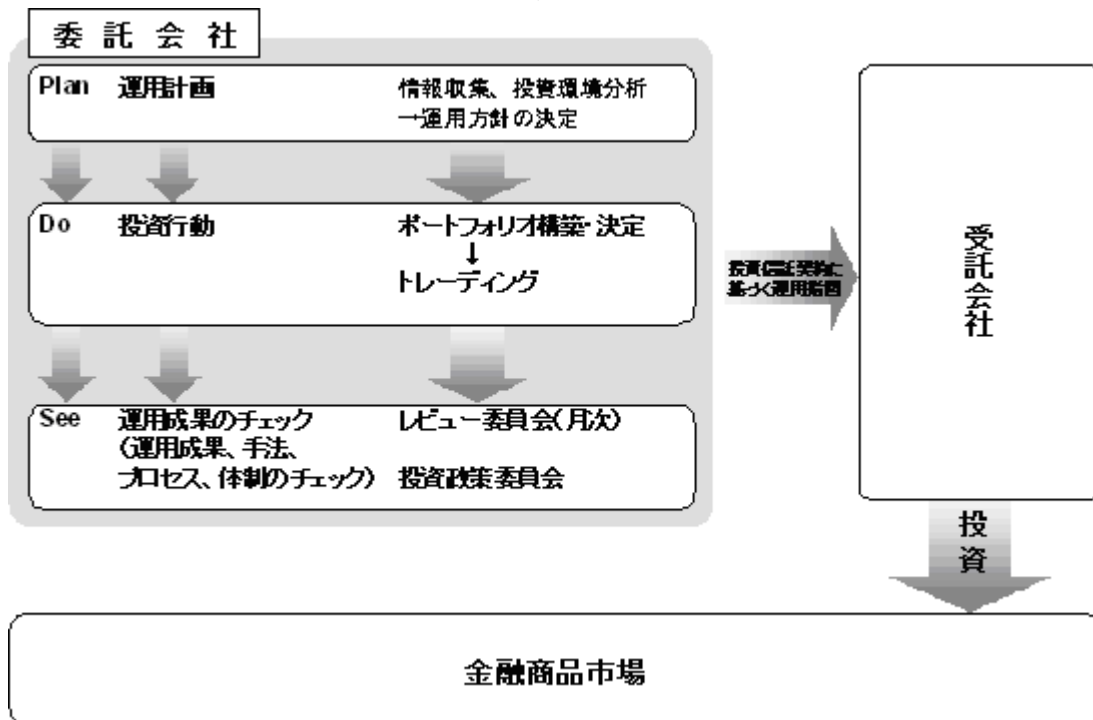 委託会社
Plan 運用計画 情報収集、投資環境分析
→運用方針の決定
Do 投資行動 ポートフォリオ構築・決定
↓
トレーディング
投資信託契約に
基づく運用指図
受託会社
See 運用成果のチェック レビュー委員会(月次)
(運用成果、手法、
プロセス、体制のチェック) 投資政策委員会
投資
金融商品市場